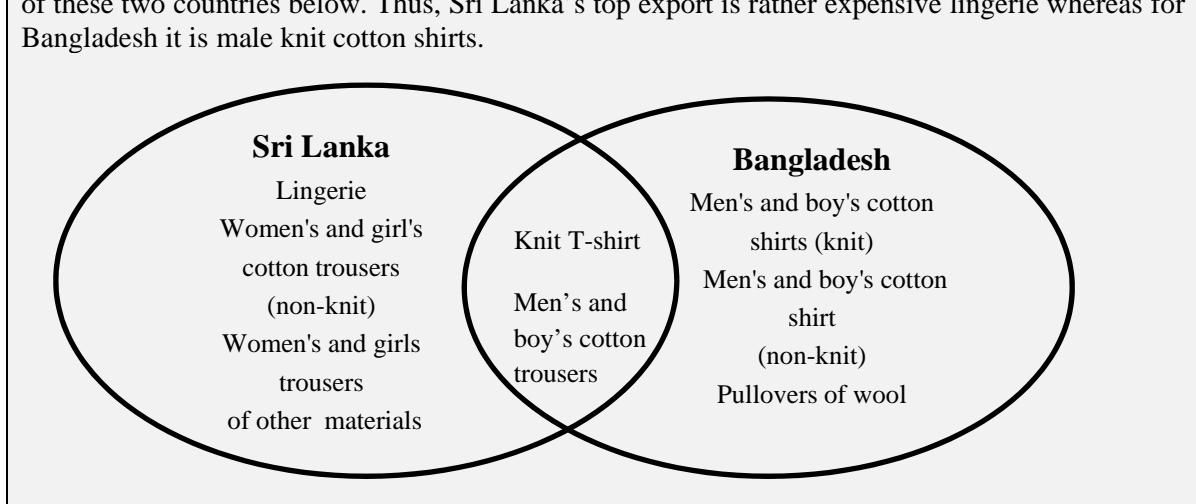 of these two countries below. Thus, Sri Lanka's top export is rather expensive lingerie whereas for
Bangladesh it is male knit cotton shirts.
Sri Lanka
Lingerie
Women's and girl's
cotton trousers
(non-knit)
Women's and girls
trousers
of other materials
Knit T-shirt
Men’s and
boy’s cotton
trousers
Bangladesh
Men's and boy's cotton
shirts (knit)
Men's and boy's cotton
shirt
(non-knit)
Pullovers of wool